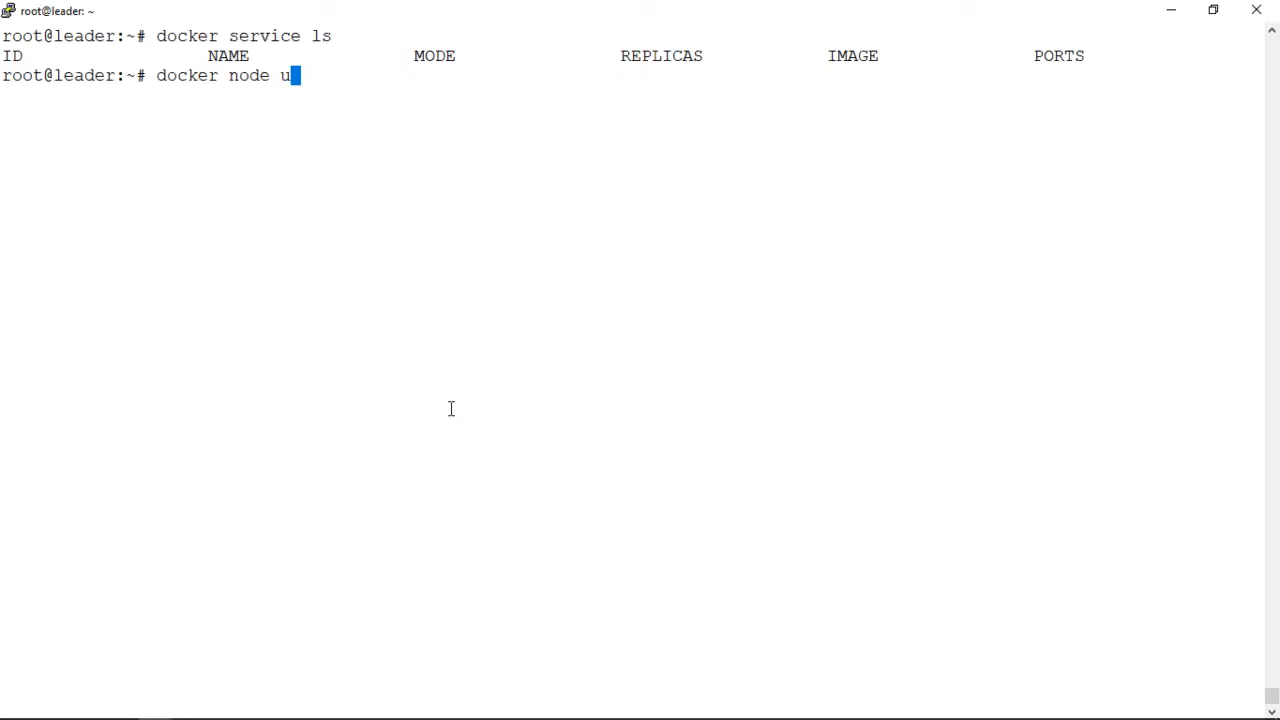 root@leader: ~
root@leader:~# docker service ls
ID NAME MODE REPLICAS IMAGE PORTS
root@leader:~# docker node u